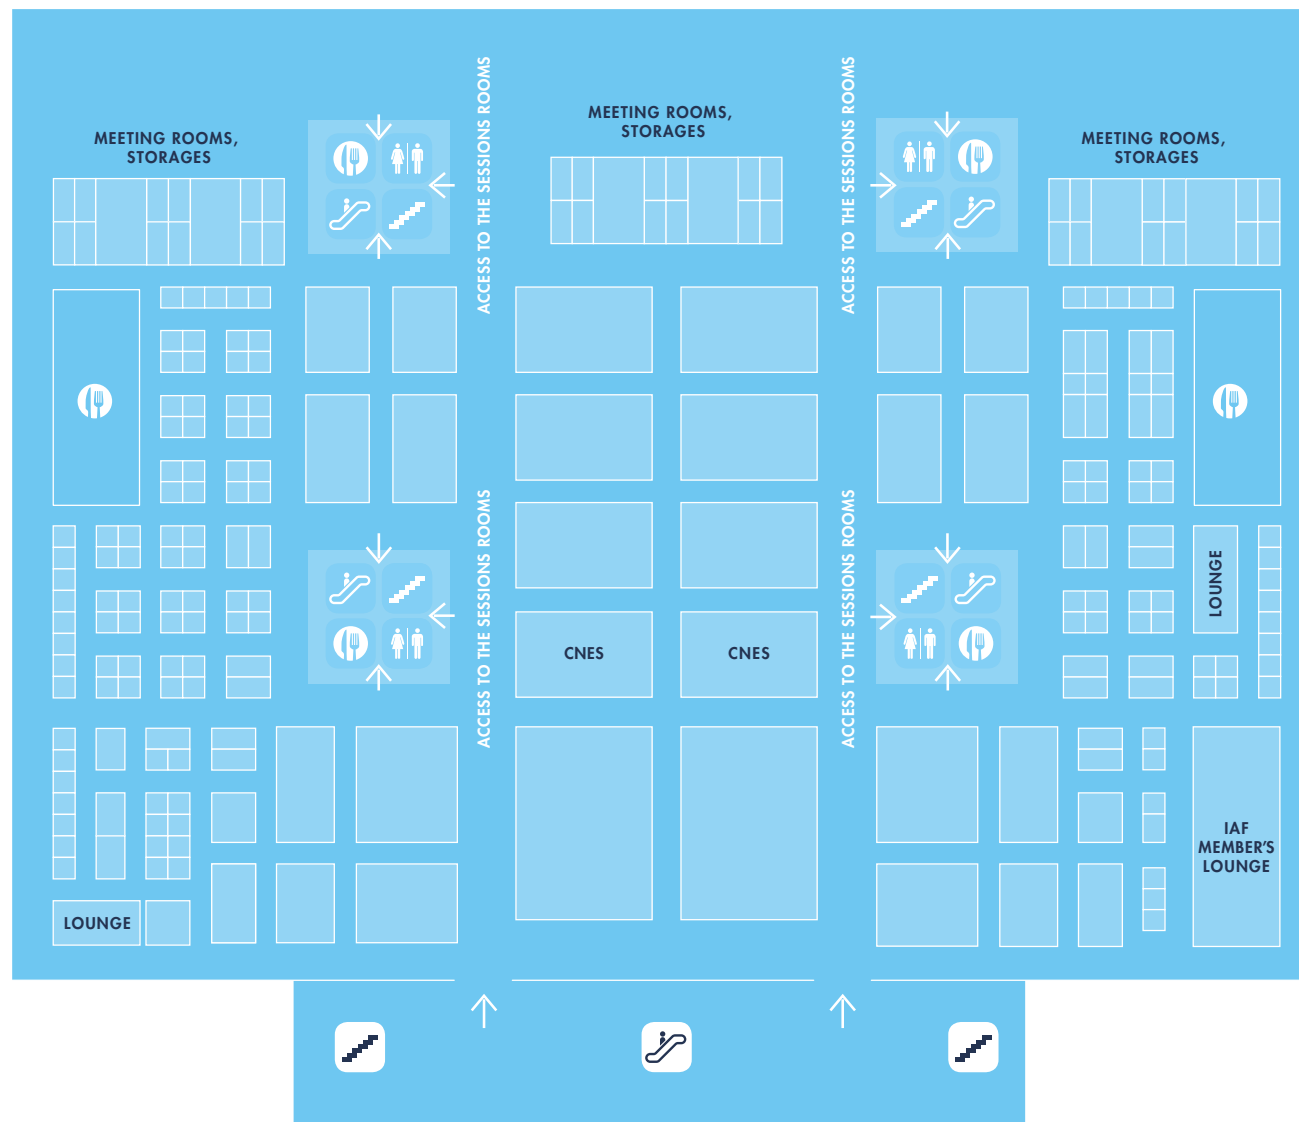 MEETING ROOMS,
STORAGES
ACCESS TO THE SESSIONS ROOMS
MEETING ROOMS,
STORAGES
ACCESS TO THE SESSIONS ROOMS
MEETING ROOMS,
STORAGES
ACCESS TO THE SESSIONS ROOMS
ACCESS TO THE SESSIONS ROOMS
LOUNGE
CNES
CNES
IAF
MEMBER'S
LOUNGE
LOUNGE